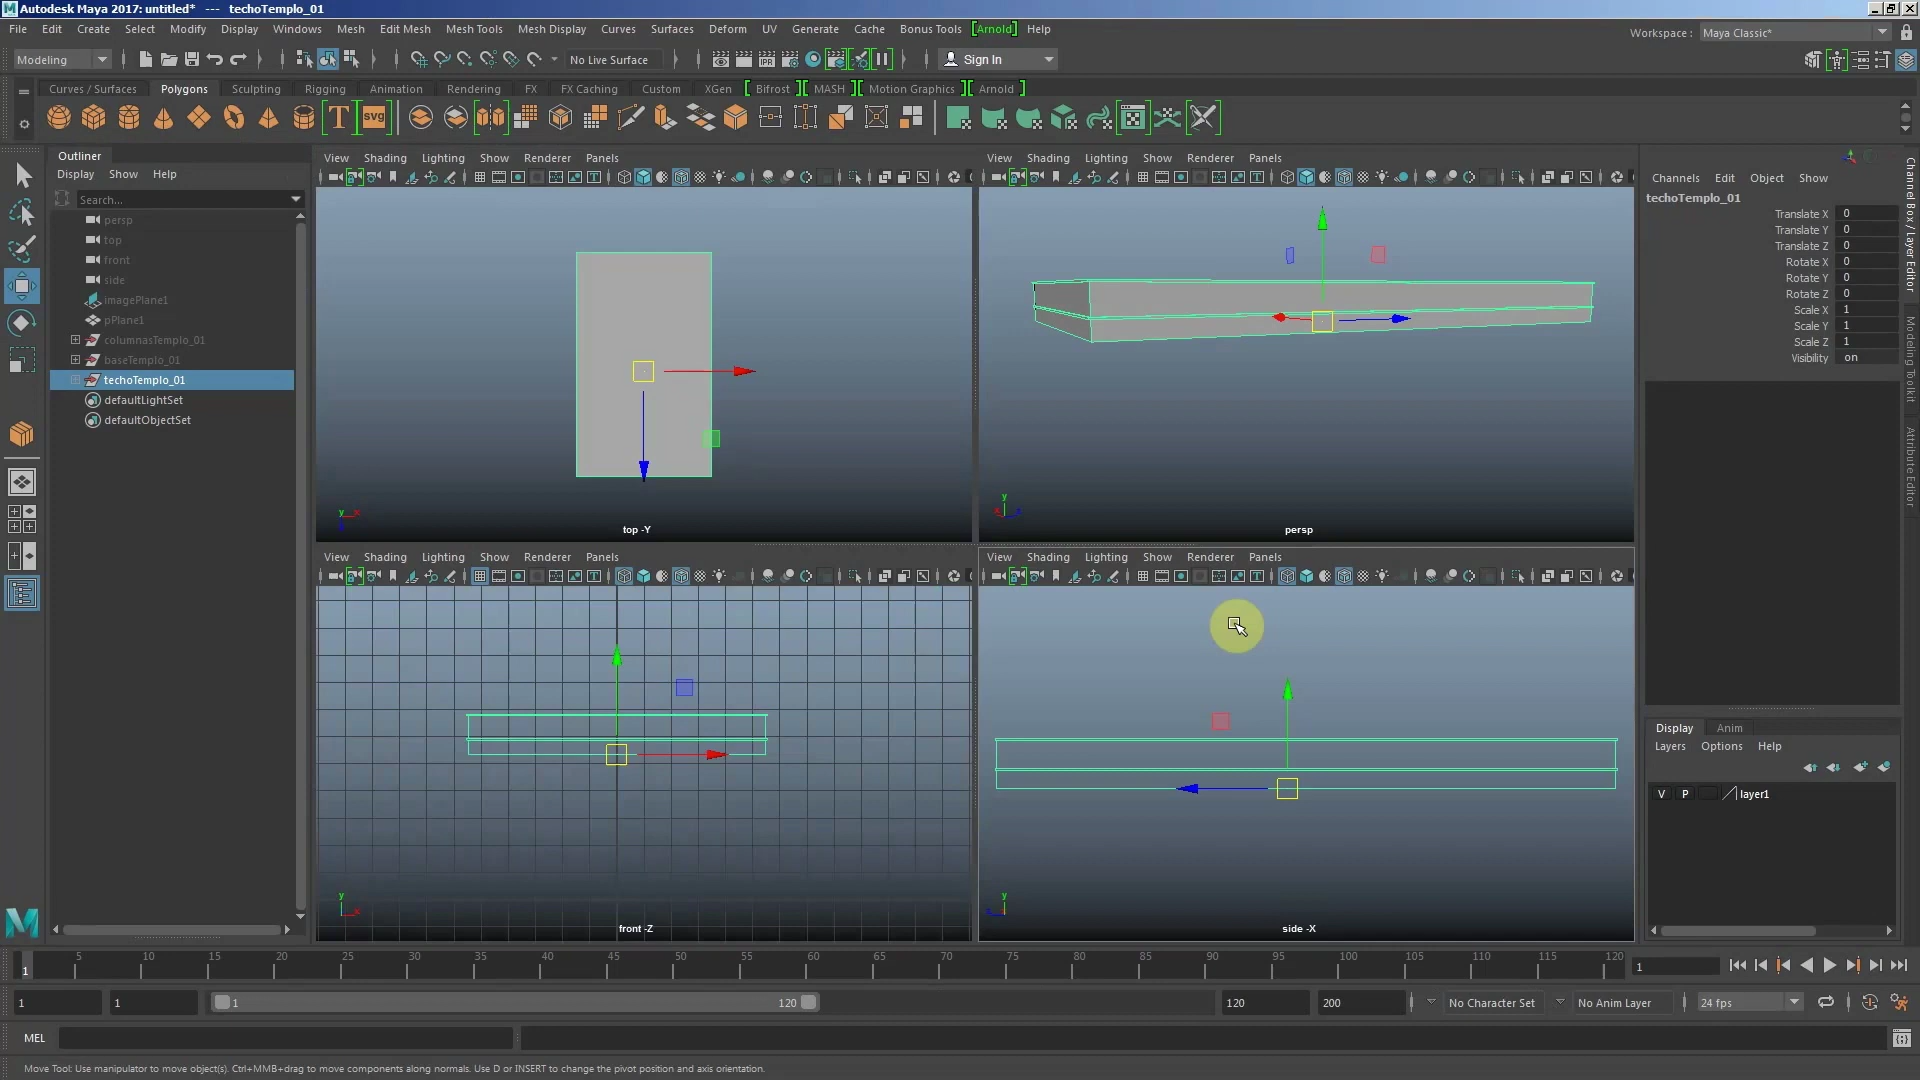 Autodesk Maya 2017: untitled*   ---   techoTemplo_01
File Edit Create Select Modify Display Windows Mesh Edit Mesh Mesh Tools Mesh Display Curves Surfaces Deform UV Generate Cache Bonus Tools Arnold Help
Workspace : Maya Classic*
Modeling No Live Surface Sign In
Curves / Surfaces Polygons Sculpting Rigging Animation Rendering FX FX Caching Custom XGen Bifrost MASH Motion Graphics Arnold
T svg
Outliner
Display Show Help
Search...
persp
top
front
side
imagePlane1
pPlane1
columnasTemplo_01
baseTemplo_01
techoTemplo_01
defaultLightSet
defaultObjectSet
View Shading Lighting Show Renderer Panels
top -Y
View Shading Lighting Show Renderer Panels
persp
View Shading Lighting Show Renderer Panels
front -Z
View Shading Lighting Show Renderer Panels
side -X
Channels Edit Object Show
techoTemplo_01
Translate X 0
Translate Y 0
Translate Z 0
Rotate X 0
Rotate Y 0
Rotate Z 0
Scale X 1
Scale Y 1
Scale Z 1
Visibility on
Channel Box / Layer Editor
Modeling Toolkit
Attribute Editor
Display Anim
Layers Options Help
V P layer1
1 5 10 15 20 25 30 35 40 45 50 55 60 65 70 75 80 85 90 95 100 105 110 115 120 1
1 1 1 120 120 200 No Character Set No Anim Layer 24 fps
MEL
Move Tool: Use manipulator to move object(s). Ctrl+MMB+drag to move components along normals. Use D or INSERT to change the pivot position and axis orientation.